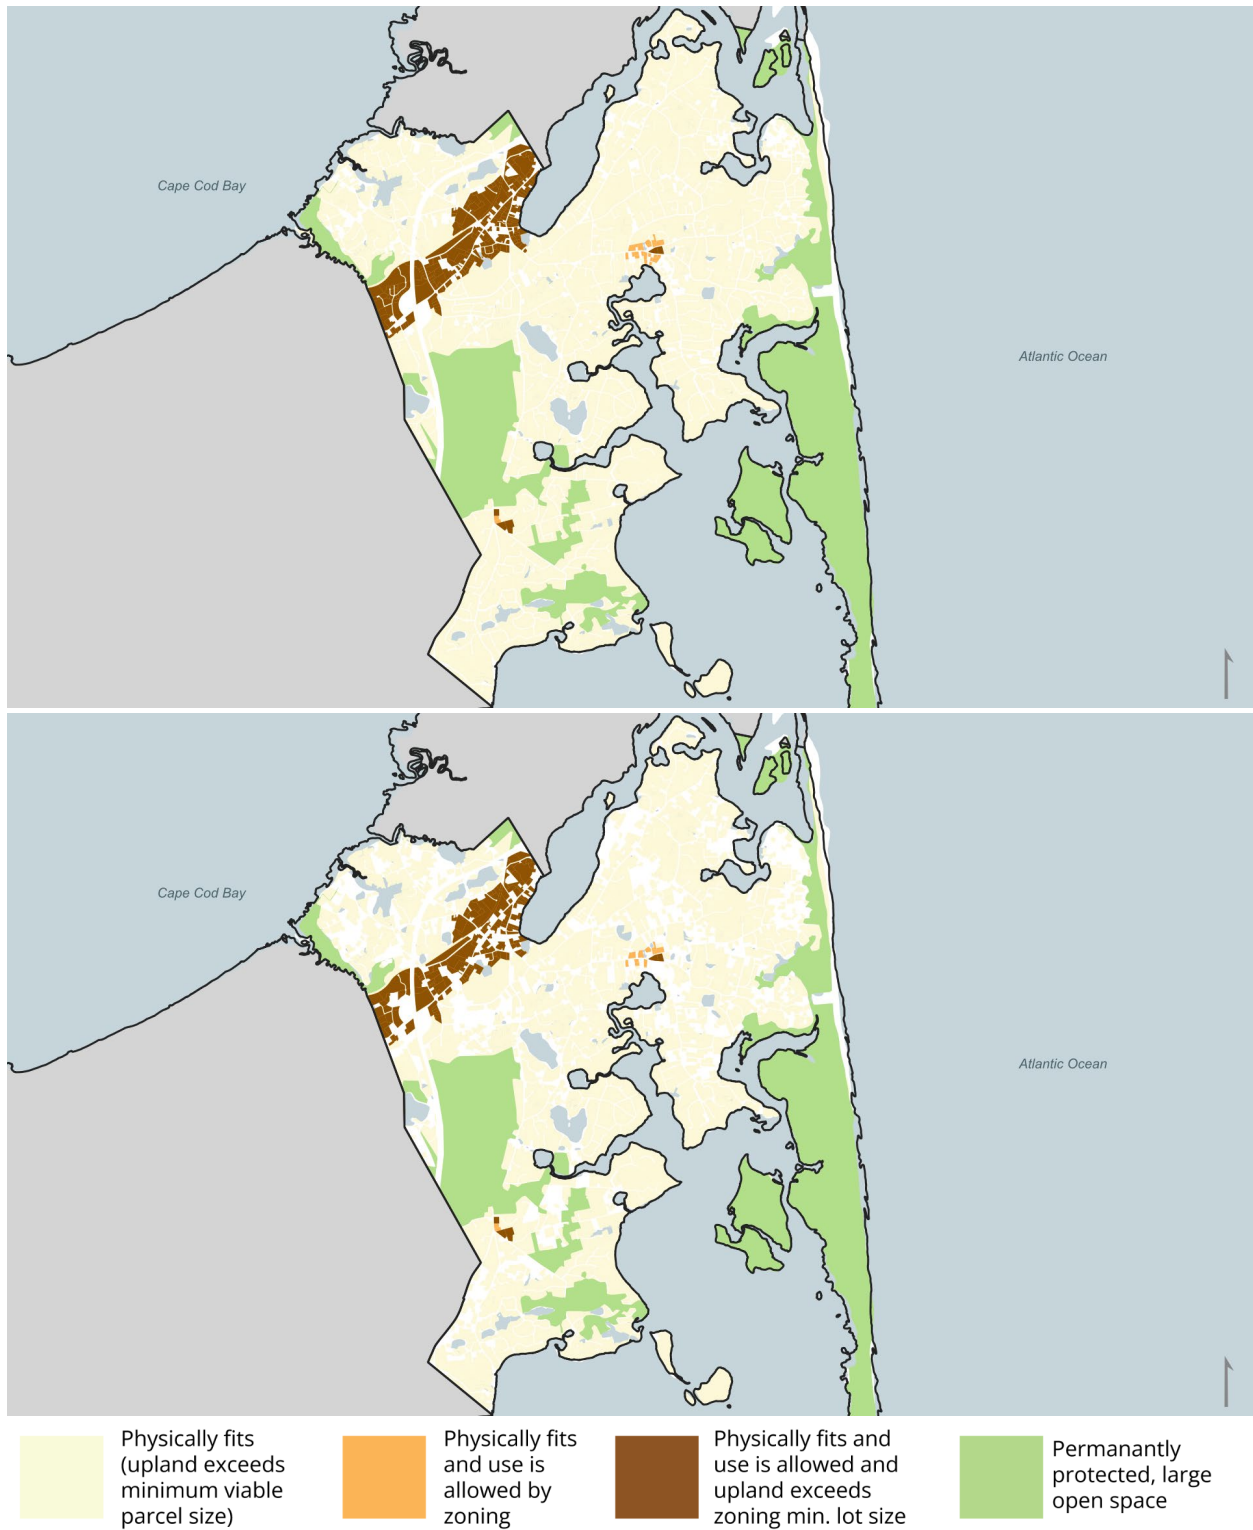 Cape Cod Bay
Atlantic Ocean
Cape Cod Bay
Atlantic Ocean
Physically fits
(upland exceeds
minimum viable
parcel size)
Physically fits
and use is
allowed by
zoning
Physically fits and
use is allowed and
upland exceeds
zoning min. lot size
Permanantly
protected, large
open space